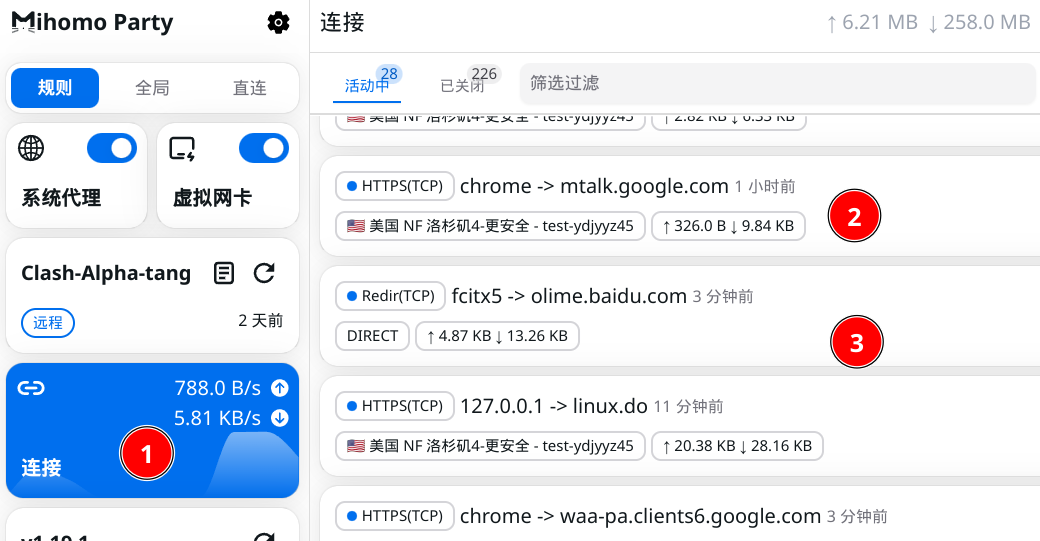 Mihomo Party
规则 全局 直连
系统代理 虚拟网卡
Clash-Alpha-tang
远程 2 天前
788.0 B/s
5.81 KB/s
连接
1
连接 ↑ 6.21 MB ↓ 258.0 MB
活动中 28 已关闭 226 筛选过滤
🇺🇸 美国 NF 洛杉矶4-更安全 - test-ydjyyz45 ↑ 2.82 KB ↓ 6.33 KB
HTTPS(TCP) chrome -> mtalk.google.com 1 小时前
🇺🇸 美国 NF 洛杉矶4-更安全 - test-ydjyyz45 ↑ 326.0 B ↓ 9.84 KB
2
Redir(TCP) fcitx5 -> olime.baidu.com 3 分钟前
DIRECT ↑ 4.87 KB ↓ 13.26 KB
3
HTTPS(TCP) 127.0.0.1 -> linux.do 11 分钟前
🇺🇸 美国 NF 洛杉矶4-更安全 - test-ydjyyz45 ↑ 20.38 KB ↓ 28.16 KB
HTTPS(TCP) chrome -> waa-pa.clients6.google.com 3 分钟前